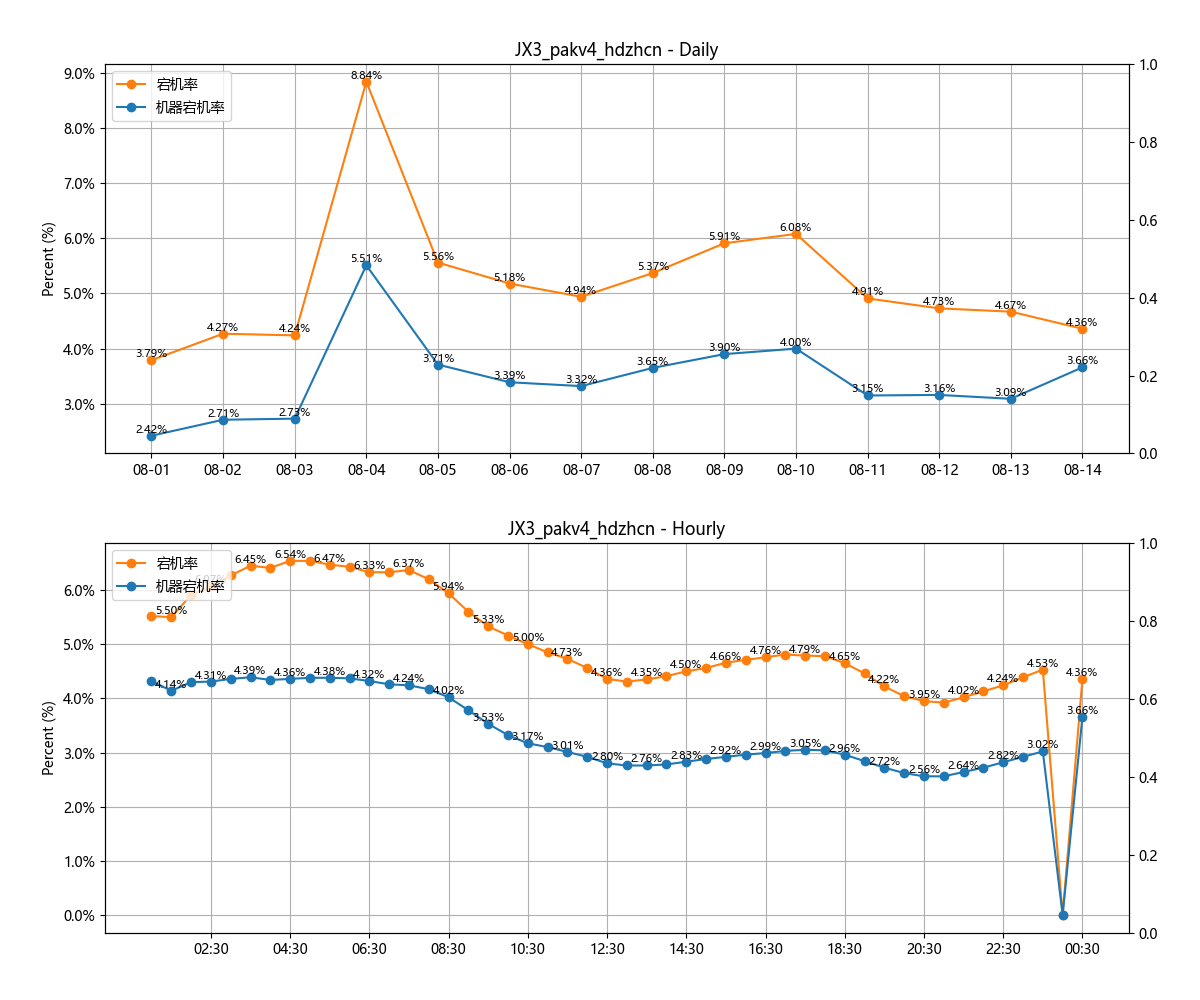 JX3_pakv4_hdzhcn - Daily
宕机率
机器宕机率
Percent (%)
9.0%
8.0%
7.0%
6.0%
5.0%
4.0%
3.0%
1.0
0.8
0.6
0.4
0.2
0.0
3.79% 4.27% 4.24% 8.84% 5.56% 5.18% 4.94% 5.37% 5.91% 6.08% 4.91% 4.73% 4.67% 4.36%
2.42% 2.71% 2.73% 5.51% 3.71% 3.39% 3.32% 3.65% 3.90% 4.00% 3.15% 3.16% 3.09% 3.66%
08-01 08-02 08-03 08-04 08-05 08-06 08-07 08-08 08-09 08-10 08-11 08-12 08-13 08-14
JX3_pakv4_hdzhcn - Hourly
宕机率
机器宕机率
Percent (%)
6.0%
5.0%
4.0%
3.0%
2.0%
1.0%
0.0%
1.0
0.8
0.6
0.4
0.2
0.0
5.50% 6.45% 6.54% 6.47% 6.33% 6.37% 5.94% 5.33% 5.00% 4.73% 4.36% 4.35% 4.50% 4.66% 4.76% 4.79% 4.65% 4.22% 3.95% 4.02% 4.24% 4.53% 4.36%
4.14% 4.31% 4.39% 4.36% 4.38% 4.32% 4.24% 4.02% 3.53% 3.17% 3.01% 2.80% 2.76% 2.83% 2.92% 2.99% 3.05% 2.96% 2.72% 2.56% 2.64% 2.82% 3.02% 3.66%
02:30 04:30 06:30 08:30 10:30 12:30 14:30 16:30 18:30 20:30 22:30 00:30